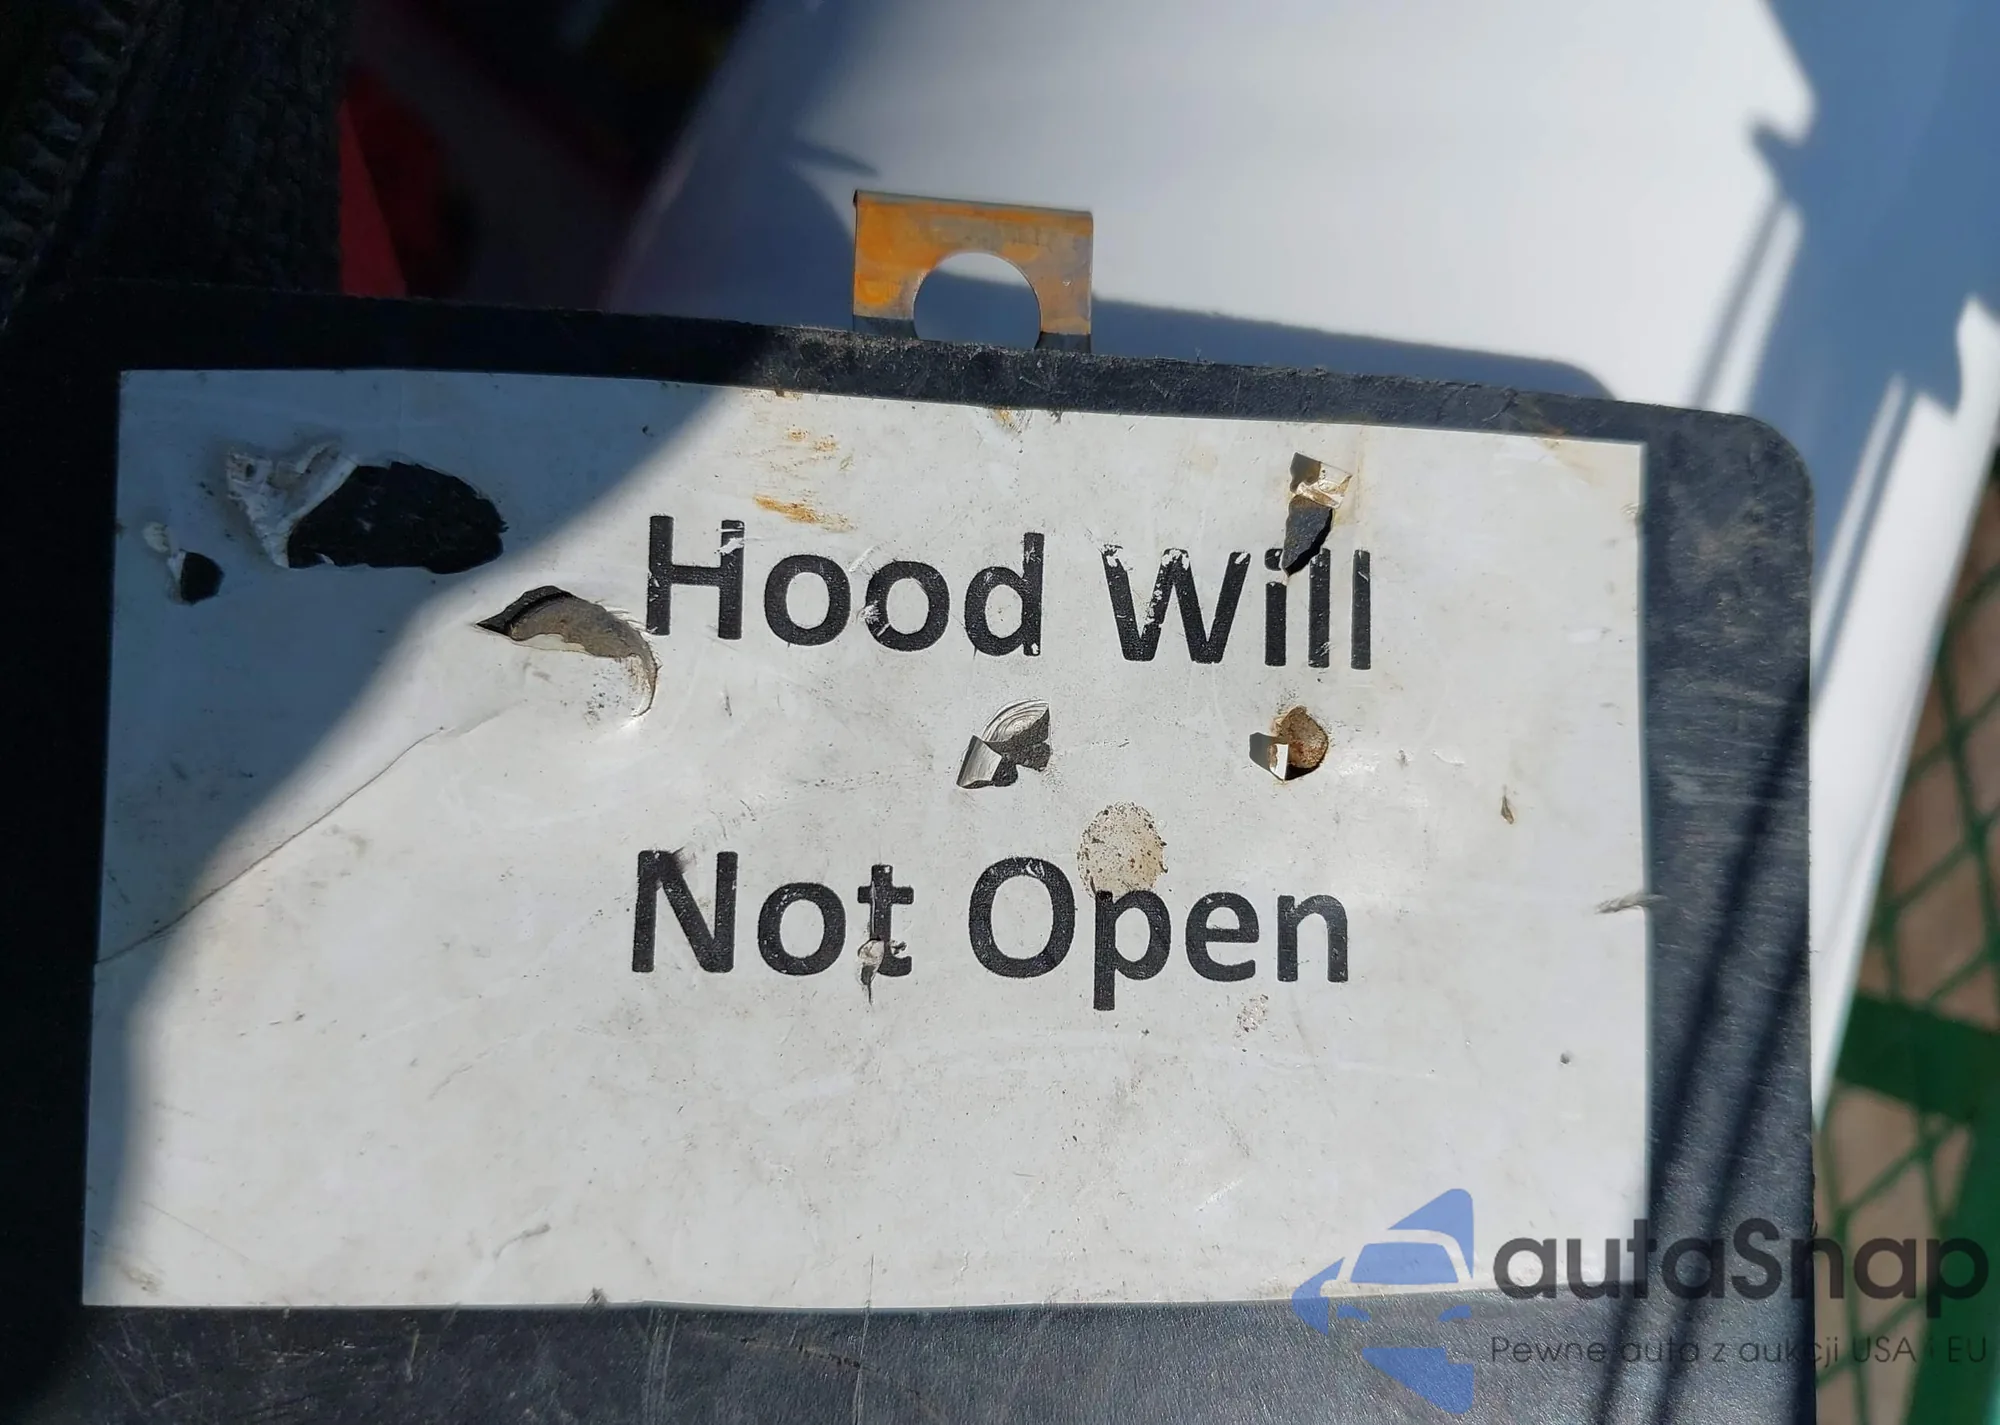 Hood Will
Not Open
autaSnap
Pewne auta z aukcji USA i EU